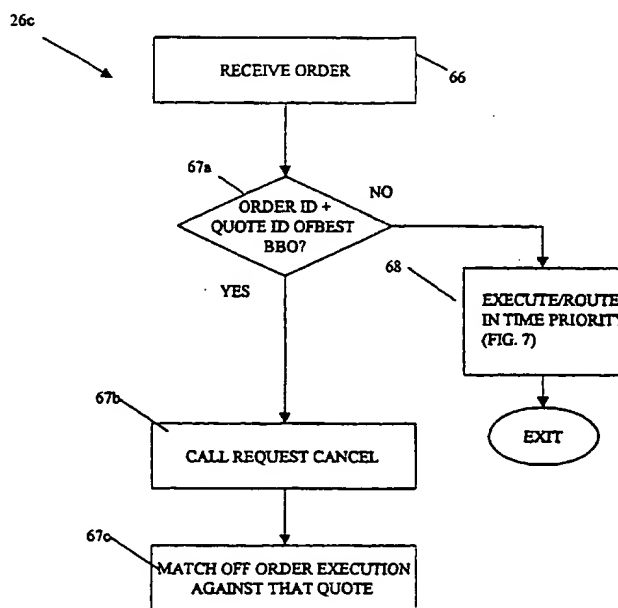 26c
RECEIVE ORDER
66
67a
ORDER ID +
QUOTE ID OFBEST
BBO?
NO
YES
68
EXECUTE/ROUTE
IN TIME PRIORITY
(FIG. 7)
67b
CALL REQUEST CANCEL
EXIT
67c
MATCH OFF ORDER EXECUTION
AGAINST THAT QUOTE